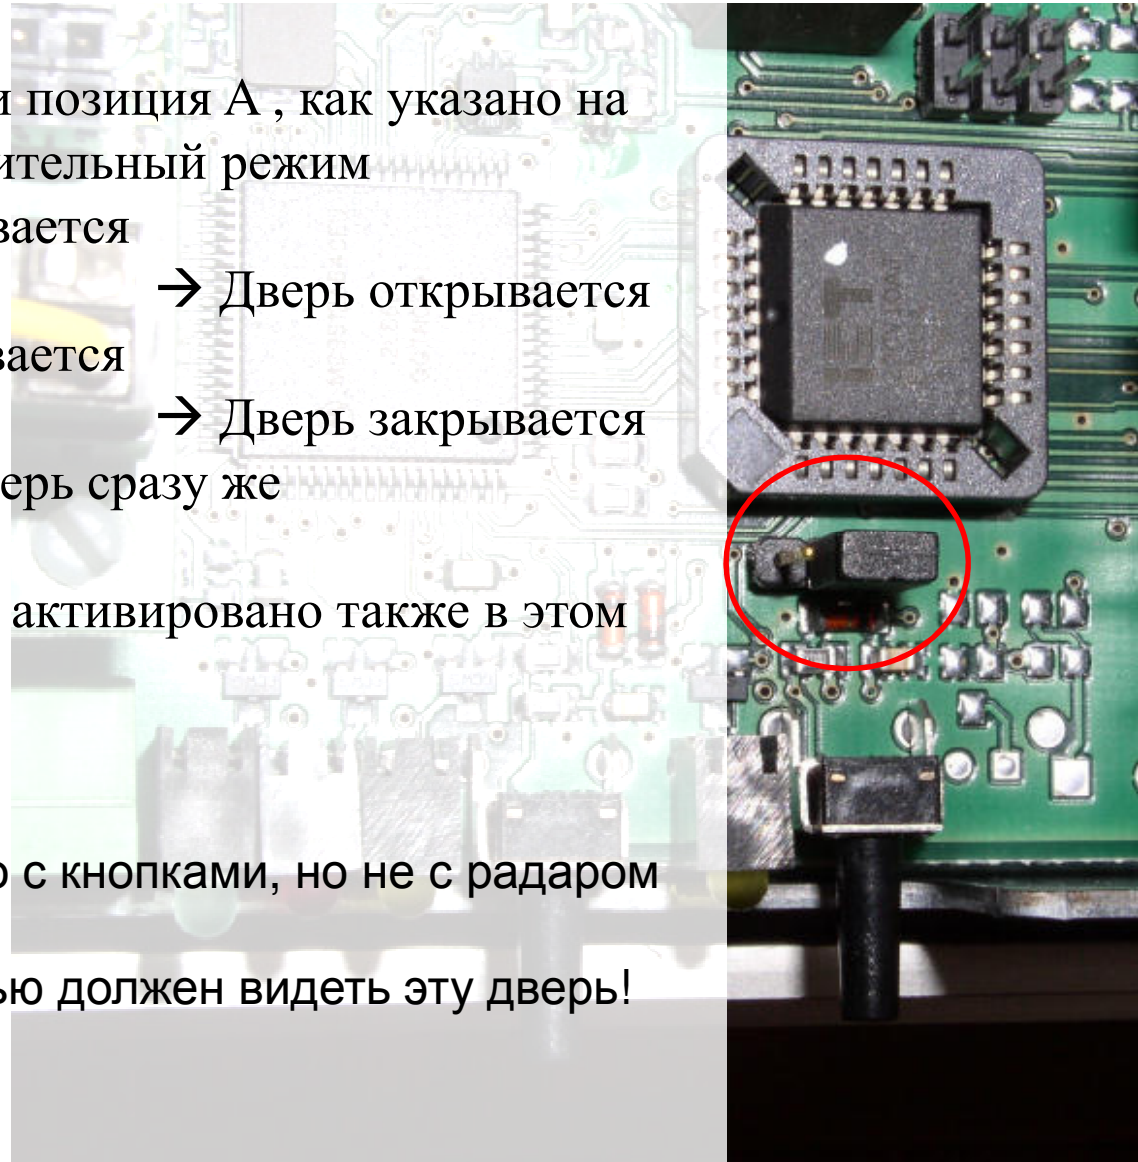 и позиция А , как указано на
ительный режим
ывается
→ Дверь открывается
вается
→ Дверь закрывается
ерь сразу же
активировано также в этом
о с кнопками, но не с радаром
ью должен видеть эту дверь!